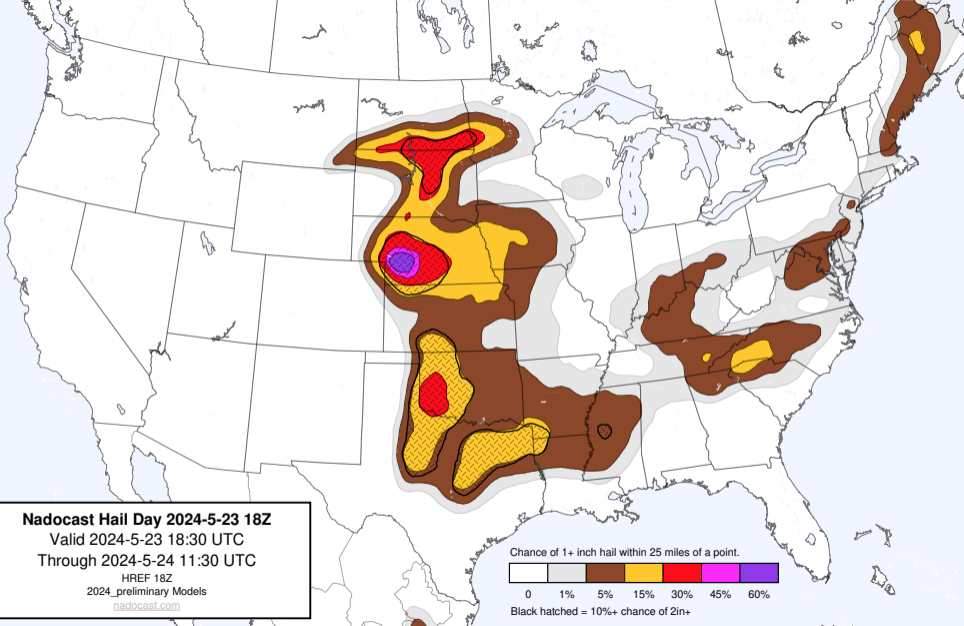 Nadocast Hail Day 2024-5-23 18Z
Valid 2024-5-23 18:30 UTC
Through 2024-5-24 11:30 UTC
HREF 18Z
2024_preliminary Models
nadocast.com
Chance of 1+ inch hail within 25 miles of a point.
0 1% 5% 15% 30% 45% 60%
Black hatched = 10%+ chance of 2in+